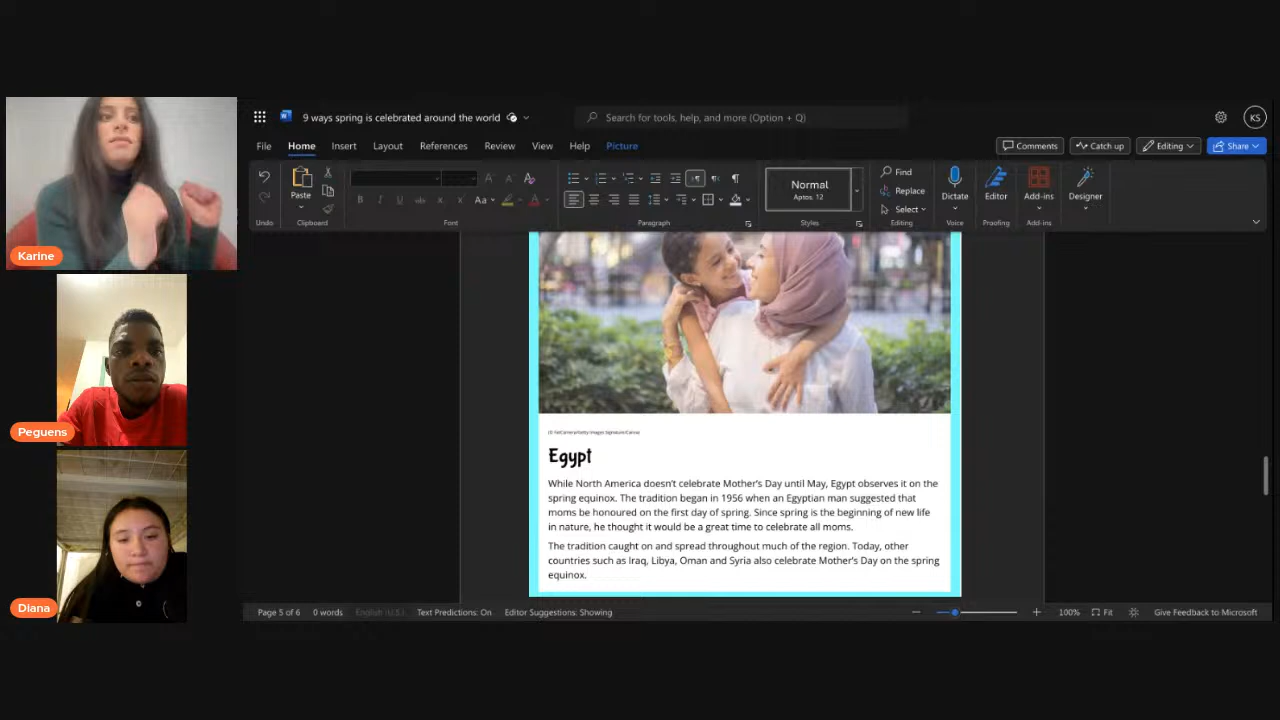 9 ways spring is celebrated around the world
Search for tools, help, and more (Option + Q)
KS
File Home Insert Layout References Review View Help Picture
Comments Catch up Editing Share
Paste
Aa
Normal
Aptos, 12
Find
Replace
Select
Dictate
Editor
Add-ins
Designer
Undo Clipboard Font Paragraph Styles Editing Voice Proofing Add-ins
Egypt
While North America doesn't celebrate Mother's Day until May, Egypt observes it on the
spring equinox. The tradition began in 1956 when an Egyptian man suggested that
moms be honoured on the first day of spring. Since spring is the beginning of new life
in nature, he thought it would be a great time to celebrate all moms.
The tradition caught on and spread throughout much of the region. Today, other
countries such as Iraq, Libya, Oman and Syria also celebrate Mother's Day on the spring
equinox.
Page 5 of 6 0 words English (U.S.) Text Predictions: On Editor Suggestions: Showing 100% Fit Give Feedback to Microsoft
Karine
Peguens
Diana